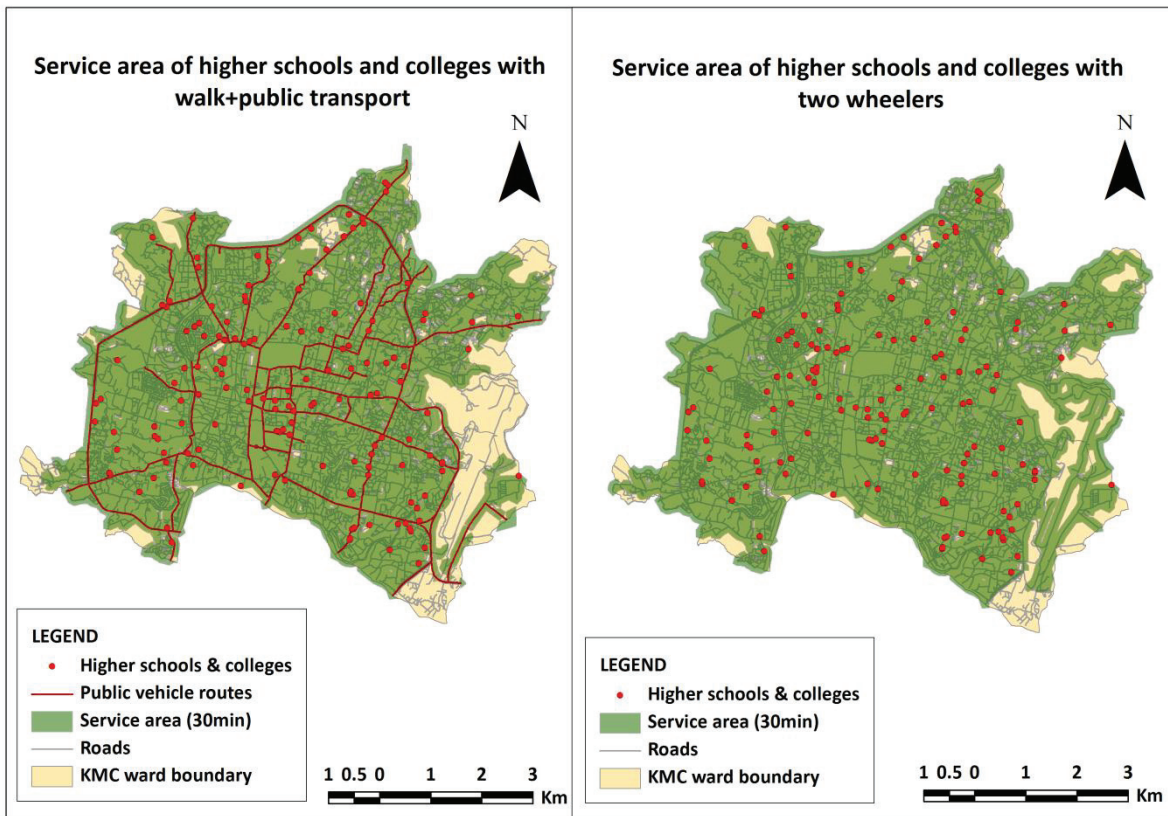 Service area of higher schools and colleges with
walk+public transport
N
LEGEND
Higher schools & colleges
Public vehicle routes
Service area (30min)
Roads
KMC ward boundary
1 0.5 0 1 2 3
Km
Service area of higher schools and colleges with
two wheelers
N
LEGEND
Higher schools & colleges
Service area (30min)
Roads
KMC ward boundary
1 0.5 0 1 2 3
Km